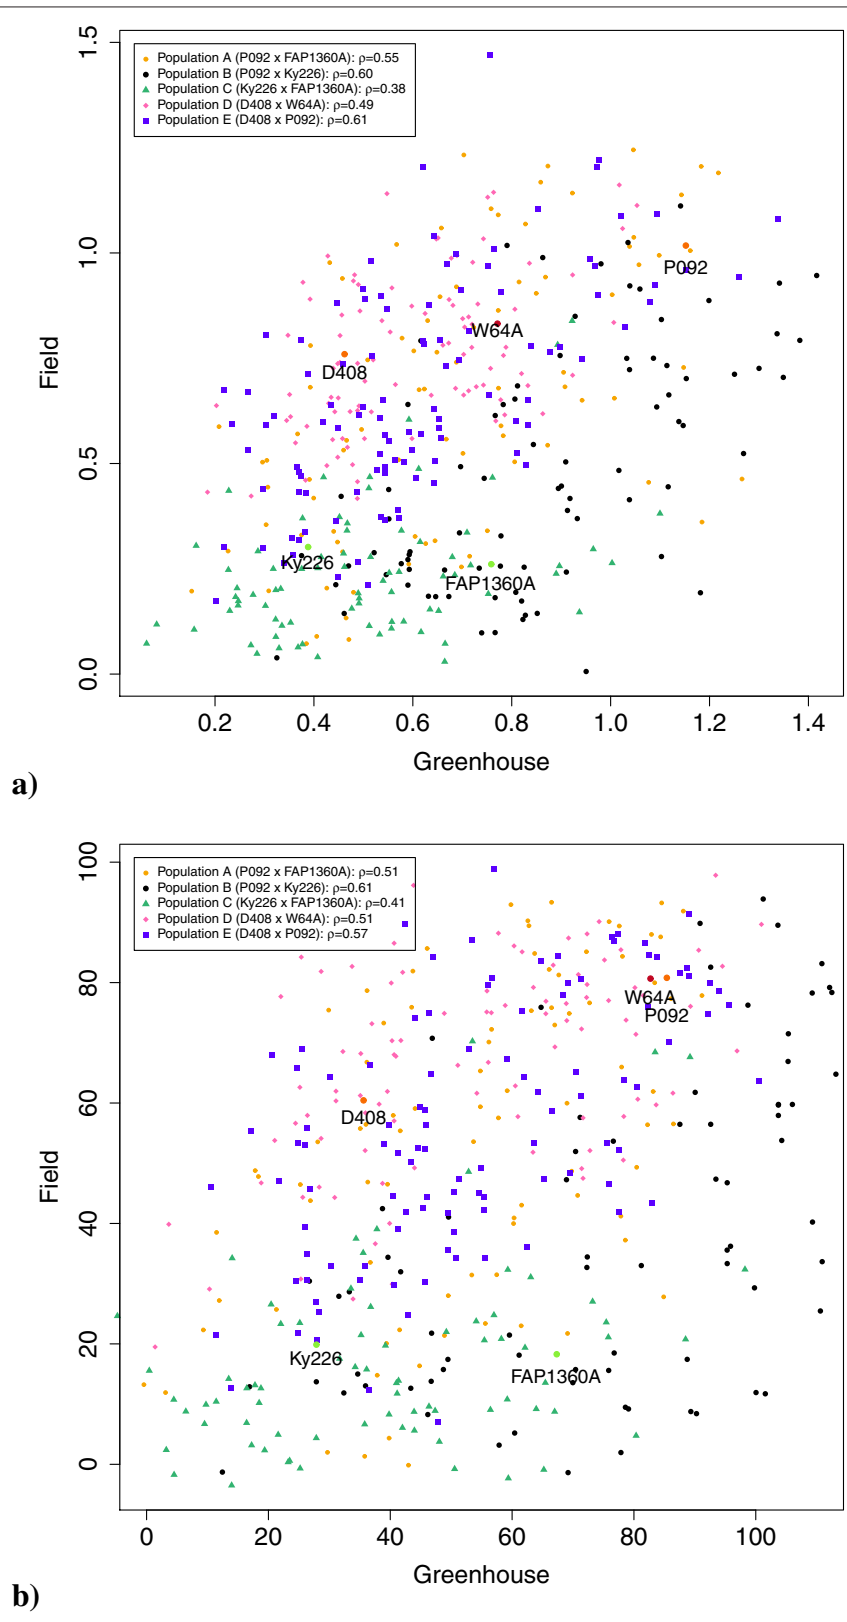 1.5
Population A (P092 x FAP1360A): ρ=0.55
Population B (P092 x Ky226): ρ=0.60
Population C (Ky226 x FAP1360A): ρ=0.38
Population D (D408 x W64A): ρ=0.49
Population E (D408 x P092): ρ=0.61
1.0
P092
W64A
Field
D408
0.5
Ky226
FAP1360A
0.0
0.2 0.4 0.6 0.8 1.0 1.2 1.4
Greenhouse
a)
100
Population A (P092 x FAP1360A): ρ=0.51
Population B (P092 x Ky226): ρ=0.61
Population C (Ky226 x FAP1360A): ρ=0.41
Population D (D408 x W64A): ρ=0.51
Population E (D408 x P092): ρ=0.57
80
W64A
P092
60
D408
Field
40
20
Ky226
FAP1360A
0
0 20 40 60 80 100
Greenhouse
b)